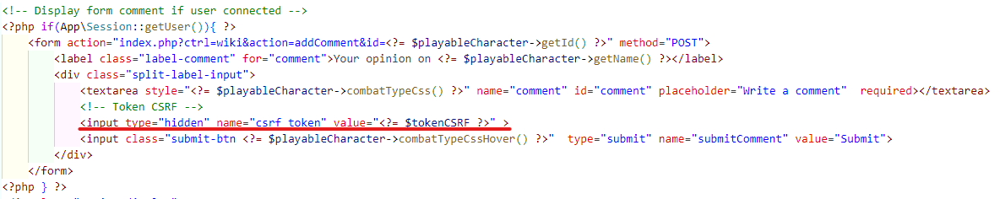 <!-- Display form comment if user connected -->
<?php if(App\Session::getUser()){ ?>
<form action="index.php?ctrl=wiki&action=addComment&id=<?= $playableCharacter->getId() ?>" method="POST">
<label class="label-comment" for="comment">Your opinion on <?= $playableCharacter->getName() ?></label>
<div class="split-label-input">
<textarea style="<?= $playableCharacter->combatTypeCss() ?>" name="comment" id="comment" placeholder="Write a comment"  required></textarea>
<!-- Token CSRF -->
<input type="hidden" name="csrf_token" value="<?= $tokenCSRF ?>" >
<input class="submit-btn <?= $playableCharacter->combatTypeCssHover() ?>"  type="submit" name="submitComment" value="Submit">
</div>
</form>
<?php } ?>